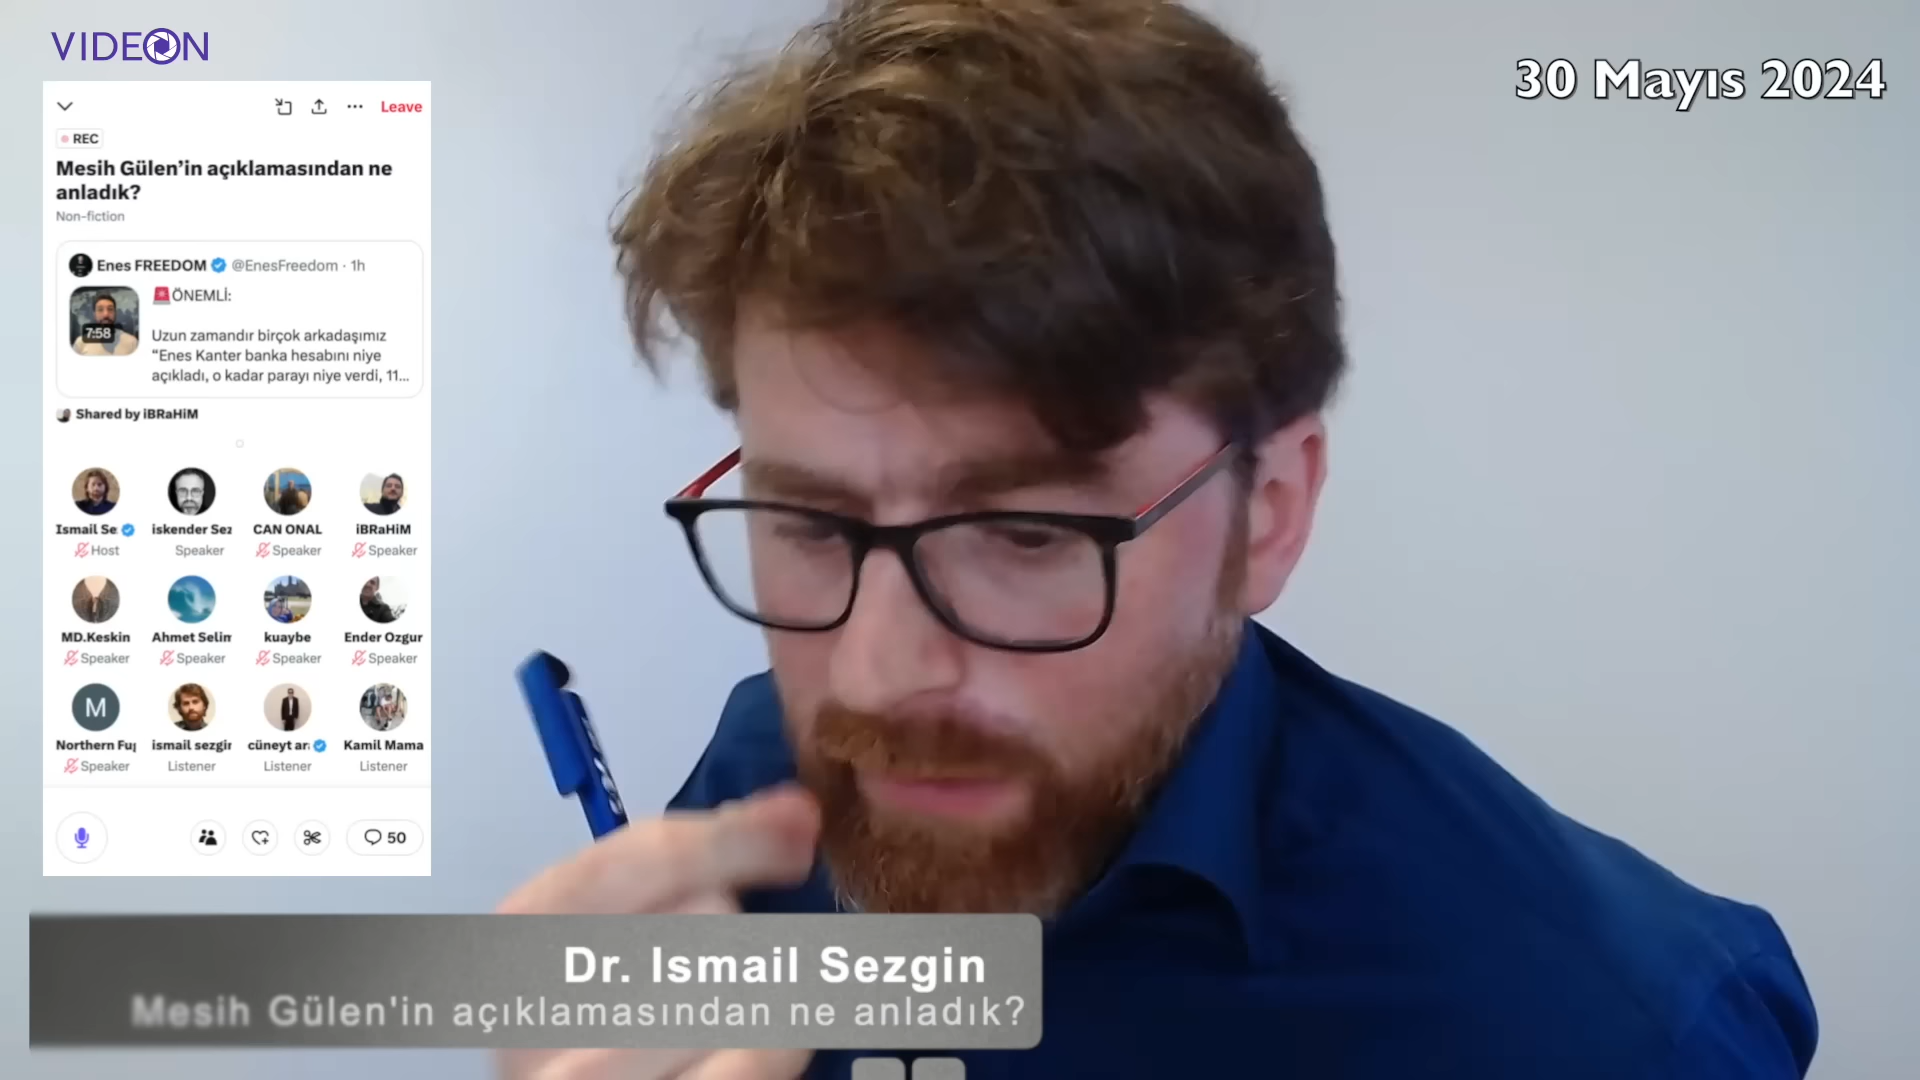 VIDEON
30 Mayıs 2024
Leave
REC
Mesih Gülen’in açıklamasından ne
anladık?
Non-fiction
Enes FREEDOM @EnesFreedom · 1h
🚨ÖNEMLİ:
7:58
Uzun zamandır birçok arkadaşımız
“Enes Kanter banka hesabını niye
açıkladı, o kadar parayı niye verdi, 11...
Shared by iBRaHiM
Ismail Se iskender Sez CAN ONAL iBRaHiM
Host Speaker Speaker Speaker
MD.Keskin Ahmet Selim kuaybe Ender Ozgur
Speaker Speaker Speaker Speaker
M
Northern Fuj ismail sezgin cüneyt ar Kamil Mama
Speaker Listener Listener Listener
50
Dr. Ismail Sezgin
Mesih Gülen'in açıklamasından ne anladık?